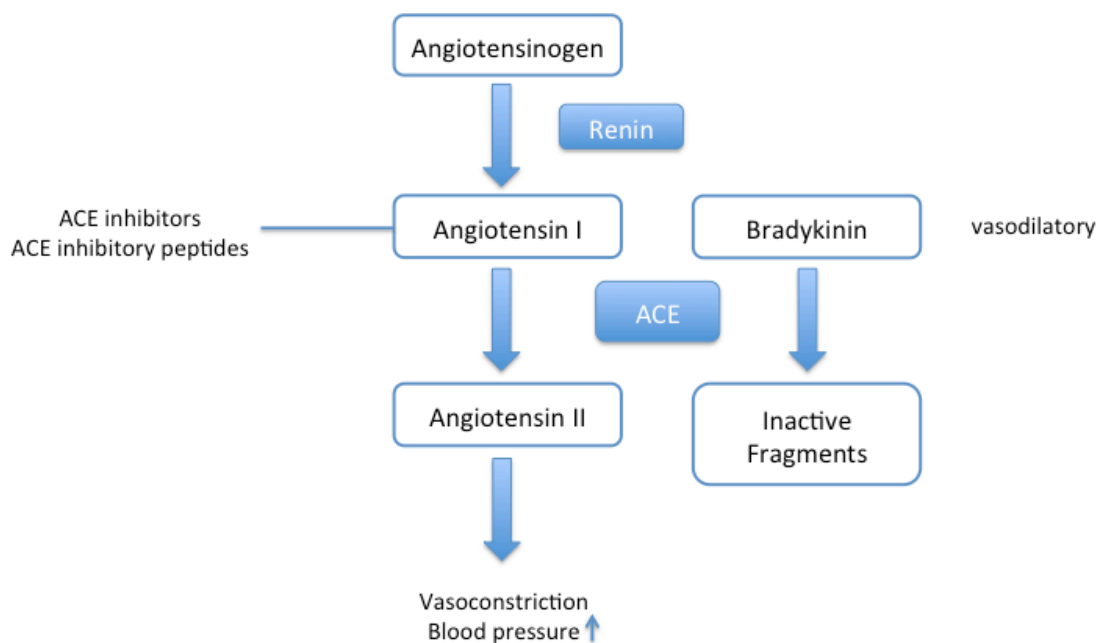 Angiotensinogen
Renin
ACE inhibitors
ACE inhibitory peptides
Angiotensin I
Bradykinin
vasodilatory
ACE
Angiotensin II
Inactive
Fragments
Vasoconstriction
Blood pressure